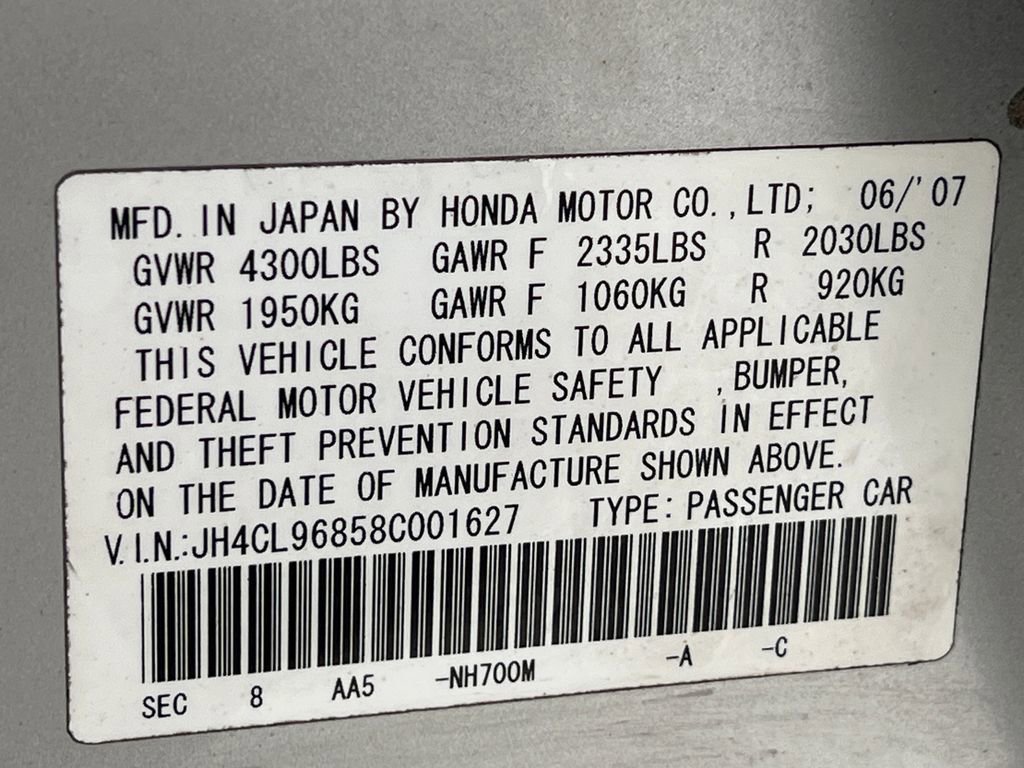 MFD. IN JAPAN BY HONDA MOTOR CO.,LTD; 06/'07
GVWR 4300LBS GAWR F 2335LBS R 2030LBS
GVWR 1950KG GAWR F 1060KG R 920KG
THIS VEHICLE CONFORMS TO ALL APPLICABLE
FEDERAL MOTOR VEHICLE SAFETY , BUMPER,
AND THEFT PREVENTION STANDARDS IN EFFECT
ON THE DATE OF MANUFACTURE SHOWN ABOVE.
V.I.N.:JH4CL96858C001627 TYPE: PASSENGER CAR
SEC 8 AA5 -NH700M -A -C